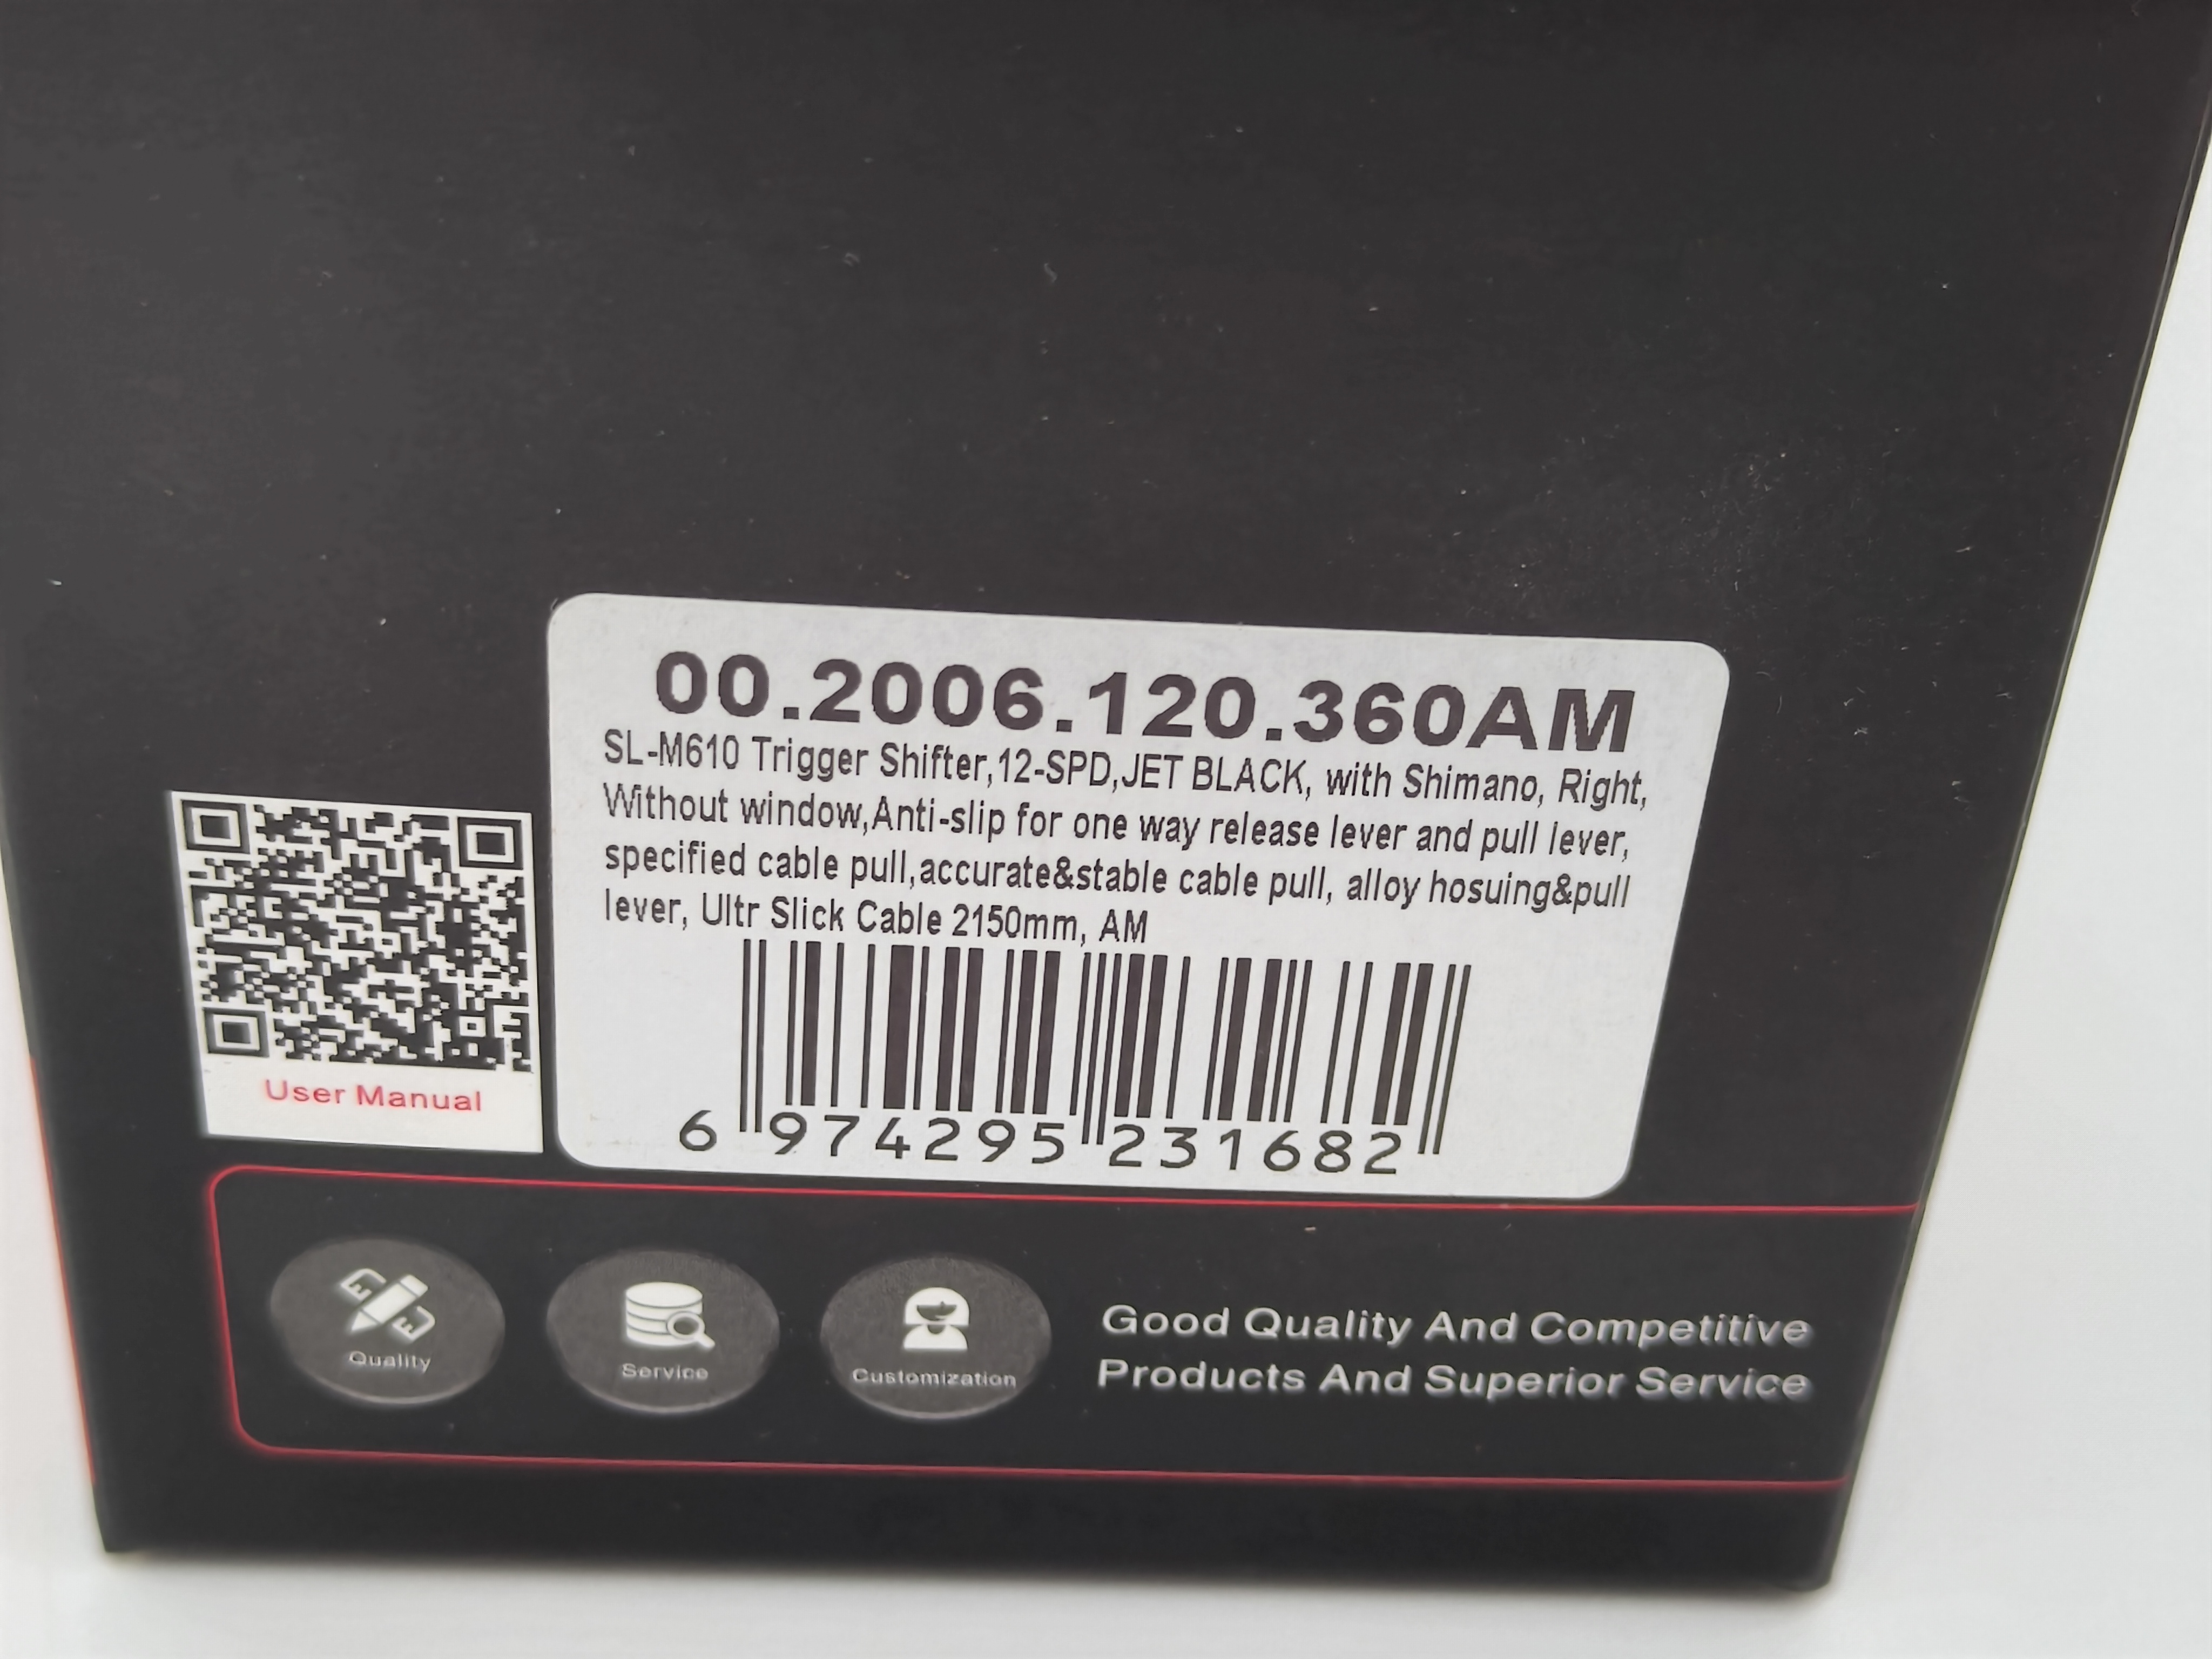 00.2006.120.360AM
SL-M610 Trigger Shifter,12-SPD,JET BLACK, with Shimano, Right,
Without window,Anti-slip for one way release lever and pull lever,
specified cable pull,accurate&stable cable pull, alloy hosuing&pull
lever, Ultr Slick Cable 2150mm, AM
6 974295 231682
User Manual
Quality
Service
Customization
Good Quality And Competitive
Products And Superior Service